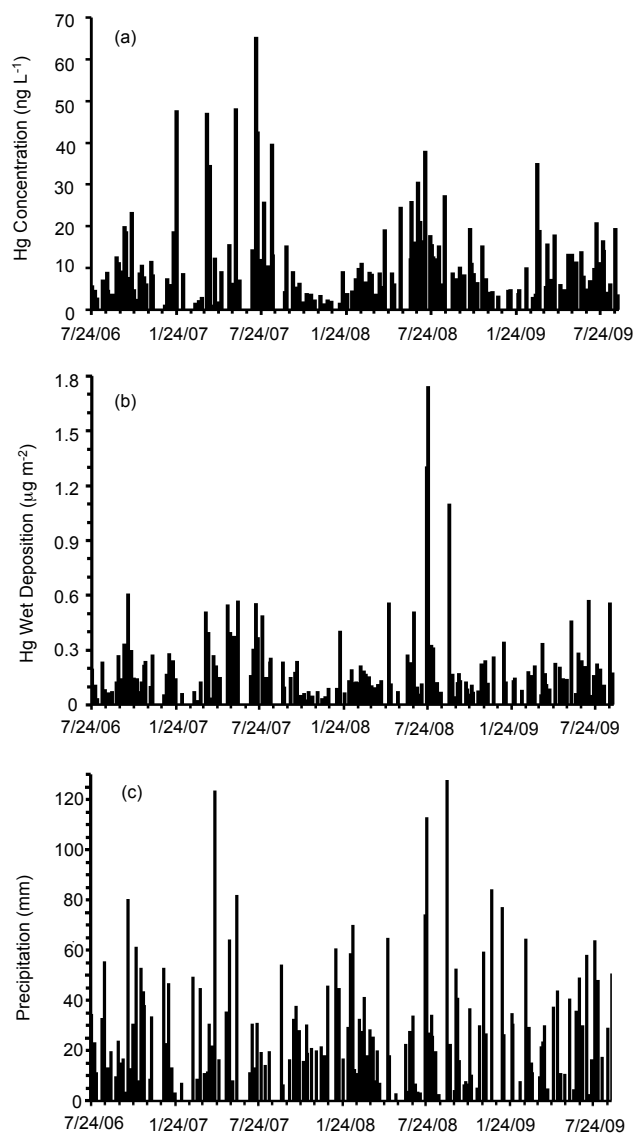 (a)
Hg Concentration (ng L-1)
70
60
50
40
30
20
10
0
7/24/06 1/24/07 7/24/07 1/24/08 7/24/08 1/24/09 7/24/09
(b)
Hg Wet Deposition (µg m-2)
1.8
1.5
1.2
0.9
0.6
0.3
0
7/24/06 1/24/07 7/24/07 1/24/08 7/24/08 1/24/09 7/24/09
(c)
Precipitation (mm)
120
100
80
60
40
20
0
7/24/06 1/24/07 7/24/07 1/24/08 7/24/08 1/24/09 7/24/09